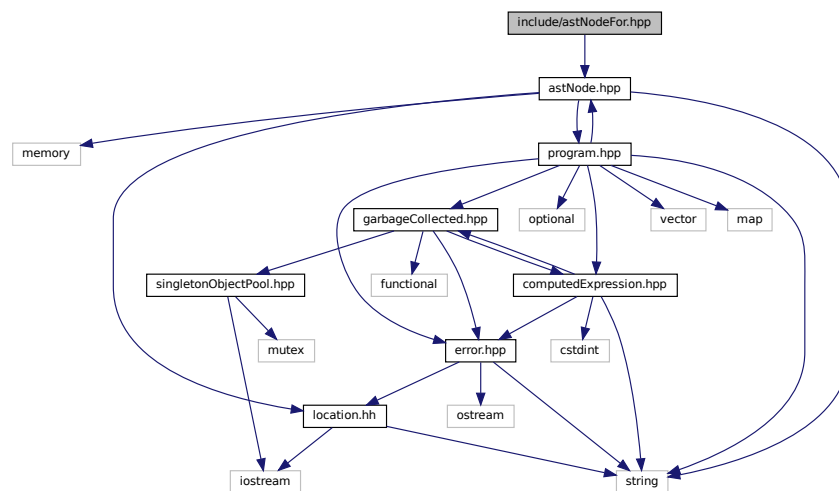 include/astNodeFor.hpp
astNode.hpp
memory
program.hpp
garbageCollected.hpp
optional
vector
map
singletonObjectPool.hpp
functional
computedExpression.hpp
mutex
error.hpp
cstdint
location.hh
ostream
iostream
string